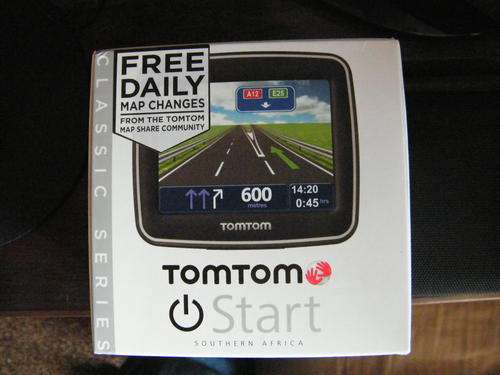 CLASSIC SERIES
FREE
DAILY
MAP CHANGES
FROM THE TOMTOM
MAP SHARE COMMUNITY
A12 E25
600
metres
14:20
0:45 hrs
TOMTOM
TOMTOM
Start
SOUTHERN AFRICA